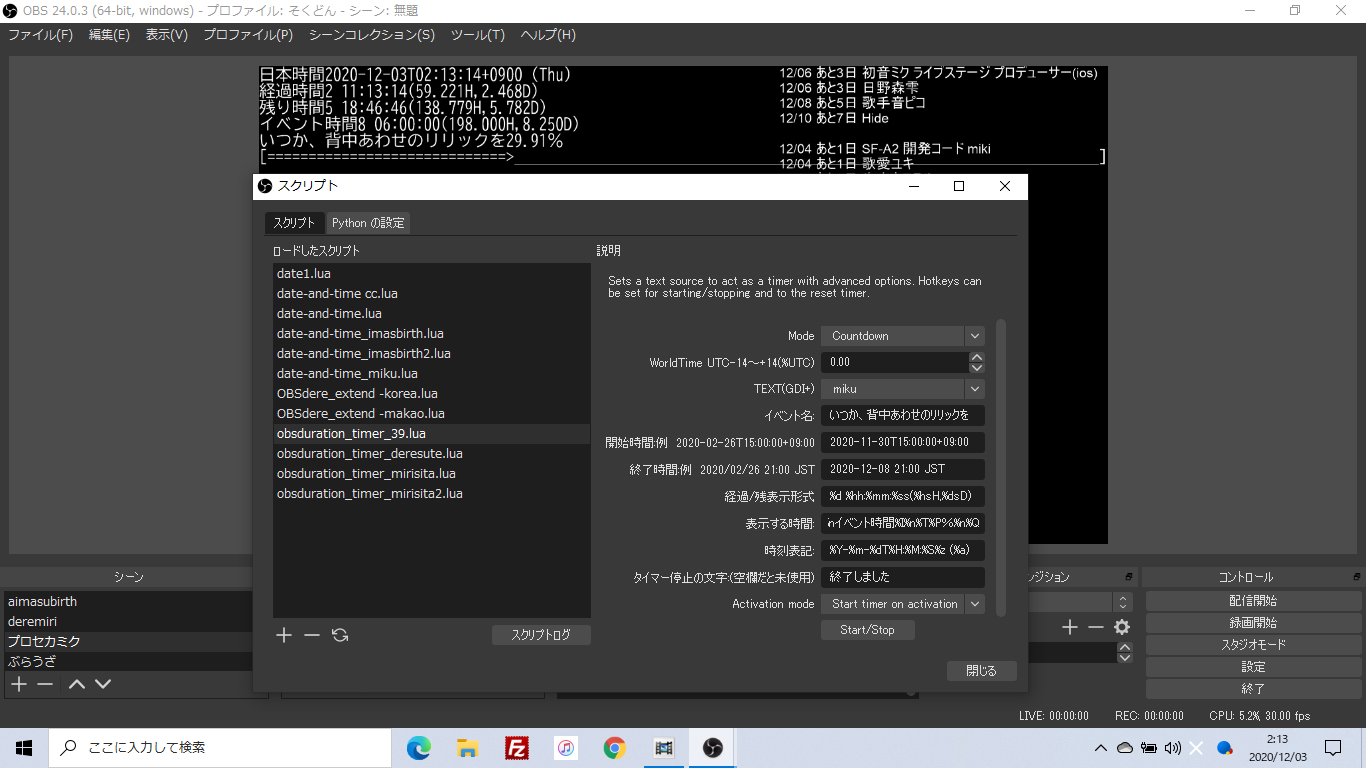 OBS 24.0.3 (64-bit, windows) - プロファイル: そくどん - シーン: 無題
ファイル(F) 編集(E) 表示(V) プロファイル(P) シーンコレクション(S) ツール(T) ヘルプ(H)
日本時間2020-12-03T02:13:14+0900 (Thu)
経過時間2 11:13:14(59.221H,2.468D)
残り時間5 18:46:46(138.779H,5.782D)
イベント時間8 06:00:00(198.000H,8.250D)
いつか、背中あわせのリリックを29.91%
[============================>___________]
12/06 あと3日 初音ミク ライブステージ プロデューサー(ios)
12/06 あと3日 日野森雫
12/08 あと5日 歌手音ピコ
12/10 あと7日 Hide
12/04 あと1日 SF-A2 開発コード miki
12/04 あと1日 歌愛ユキ
スクリプト
スクリプト Python の設定
ロードしたスクリプト
date1.lua
date-and-time cc.lua
date-and-time.lua
date-and-time_imasbirth.lua
date-and-time_imasbirth2.lua
date-and-time_miku.lua
OBSdere_extend -korea.lua
OBSdere_extend -makao.lua
obsduration_timer_39.lua
obsduration_timer_deresute.lua
obsduration_timer_mirisita.lua
obsduration_timer_mirisita2.lua
スクリプトログ
説明
Sets a text source to act as a timer with advanced options. Hotkeys can
be set for starting/stopping and to the reset timer.
Mode Countdown
WorldTime UTC-14～+14(%UTC) 0.00
TEXT(GDI+) miku
イベント名: いつか、背中あわせのリリックを
開始時間:例 2020-02-26T15:00:00+09:00 2020-11-30T15:00:00+09:00
終了時間:例 2020/02/26 21:00 JST 2020-12-08 21:00 JST
経過/残表示形式 %d %hh:%mm:%ss(%hsH,%dsD)
表示する時間: inイベント時間%I%n%T%P%%n%Q
時刻表記: %Y-%m-%dT%H:%M:%S%z (%a)
タイマー停止の文字:(空欄だと未使用) 終了しました
Activation mode Start timer on activation
Start/Stop
閉じる
シーン
aimasubirth
deremiri
プロセカミク
ぶらうざ
ンジション
コントロール
配信開始
録画開始
スタジオモード
設定
終了
LIVE: 00:00:00 REC: 00:00:00 CPU: 5.2%, 30.00 fps
ここに入力して検索
2:13
2020/12/03